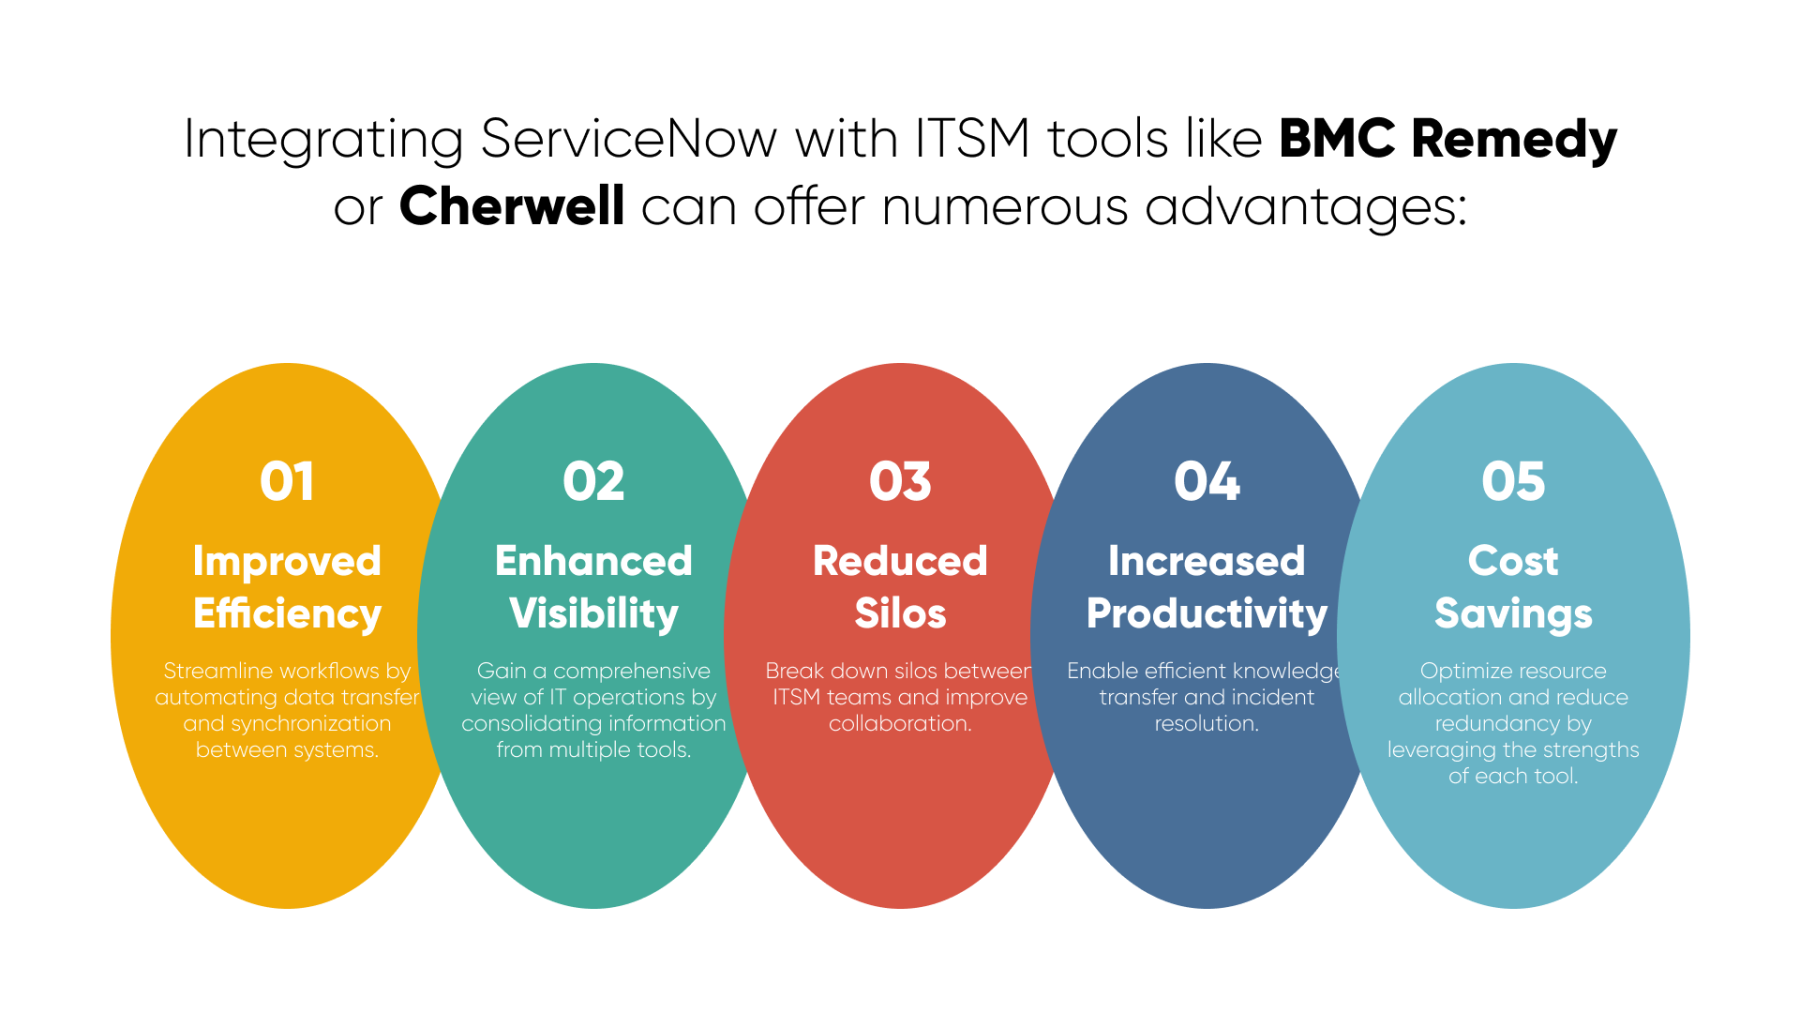 Integrating ServiceNow with ITSM tools like BMC Remedy
or Cherwell can offer numerous advantages:
01
Improved
Efficiency
Streamline workflows by
automating data transfer
and synchronization
between systems.
02
Enhanced
Visibility
Gain a comprehensive
view of IT operations by
consolidating information
from multiple tools.
03
Reduced
Silos
Break down silos between
ITSM teams and improve
collaboration.
04
Increased
Productivity
Enable efficient knowledge
transfer and incident
resolution.
05
Cost
Savings
Optimize resource
allocation and reduce
redundancy by
leveraging the strengths
of each tool.